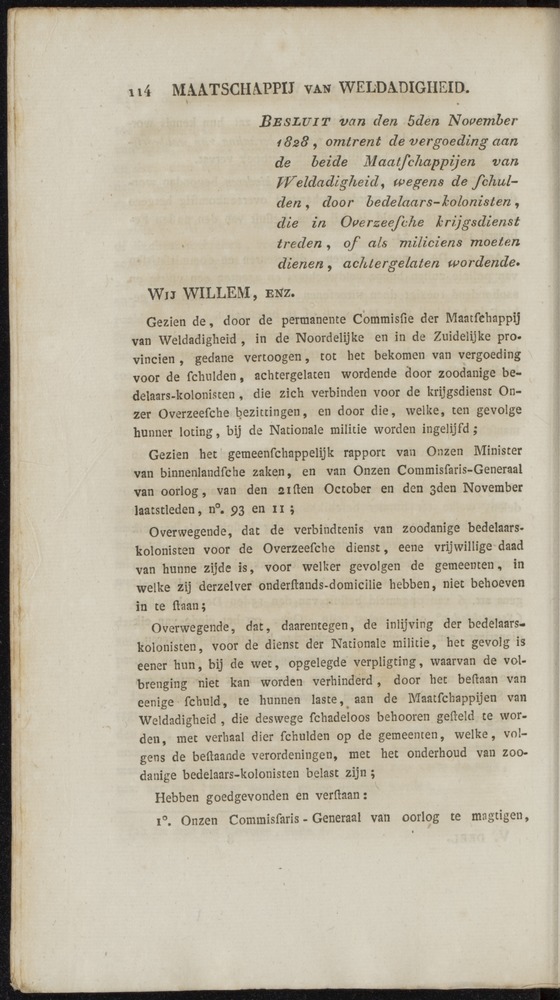 114 MAATSCHAPPIJ VAN WELDADIGHEID.
BESLUIT van den 5den November
1828, omtrent de vergoeding aan
de beide Maatſchappijen van
Weldadigheid, wegens de ſchul-
den, door bedelaars-kolonisten,
die in Overzeeſche krijgsdienst
treden, of als miliciens moeten
dienen, achtergelaten wordende.
WIJ WILLEM, ENZ.
Gezien de, door de permanente Commisſie der Maatſchappij
van Weldadigheid, in de Noordelijke en in de Zuidelijke pro-
vincien, gedane vertoogen, tot het bekomen van vergoeding
voor de ſchulden, achtergelaten wordende door zoodanige be-
delaars-kolonisten, die zich verbinden voor de krijgsdienst On-
zer Overzeeſche bezittingen, en door die, welke, ten gevolge
hunner loting, bij de Nationale militie worden ingelijfd;
Gezien het gemeenſchappelijk rapport van Onzen Minister
van binnenlandſche zaken, en van Onzen Commisſaris-Generaal
van oorlog, van den 21ſten October en den 3den November
laatstleden, n°. 93 en 11;
Overwegende, dat de verbindtenis van zoodanige bedelaars-
kolonisten voor de Overzeeſche dienst, eene vrijwillige daad
van hunne zijde is, voor welker gevolgen de gemeenten, in
welke zij derzelver onderſtands-domicilie hebben, niet behoeven
in te ſtaan;
Overwegende, dat, daarentegen, de inlijving der bedelaars-
kolonisten, voor de dienst der Nationale militie, het gevolg is
eener hun, bij de wet, opgelegde verpligting, waarvan de vol-
brenging niet kan worden verhinderd, door het beſtaan van
eenige ſchuld, te hunnen laste, aan de Maatſchappijen van
Weldadigheid, die deswege ſchadeloos behooren geſteld te wor-
den, met verhaal dier ſchulden op de gemeenten, welke, vol-
gens de beſtaande verordeningen, met het onderhoud van zoo-
danige bedelaars-kolonisten belast zijn;
Hebben goedgevonden en verſtaan:
1°. Onzen Commisſaris-Generaal van oorlog te magtigen,